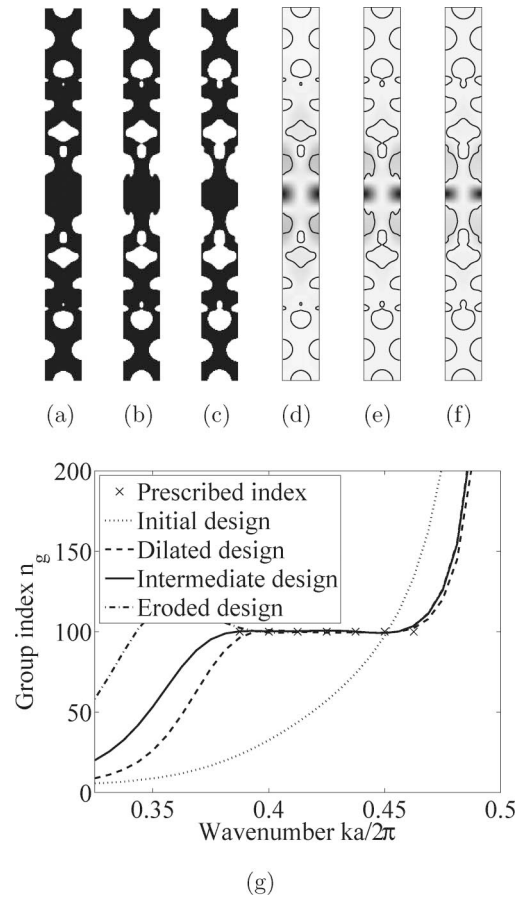 (a) (b) (c) (d) (e) (f)
200
150
100
50
0
Group index n_g
× Prescribed index
Initial design
Dilated design
Intermediate design
Eroded design
0.35 0.4 0.45 0.5
Wavenumber ka/2π
(g)